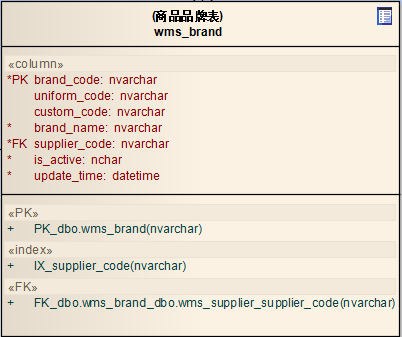 (商品品牌表)
wms_brand
«column»
*PK brand_code: nvarchar
uniform_code: nvarchar
custom_code: nvarchar
* brand_name: nvarchar
*FK supplier_code: nvarchar
* is_active: nchar
* update_time: datetime
«PK»
+ PK_dbo.wms_brand(nvarchar)
«index»
+ IX_supplier_code(nvarchar)
«FK»
+ FK_dbo.wms_brand_dbo.wms_supplier_supplier_code(nvarchar)